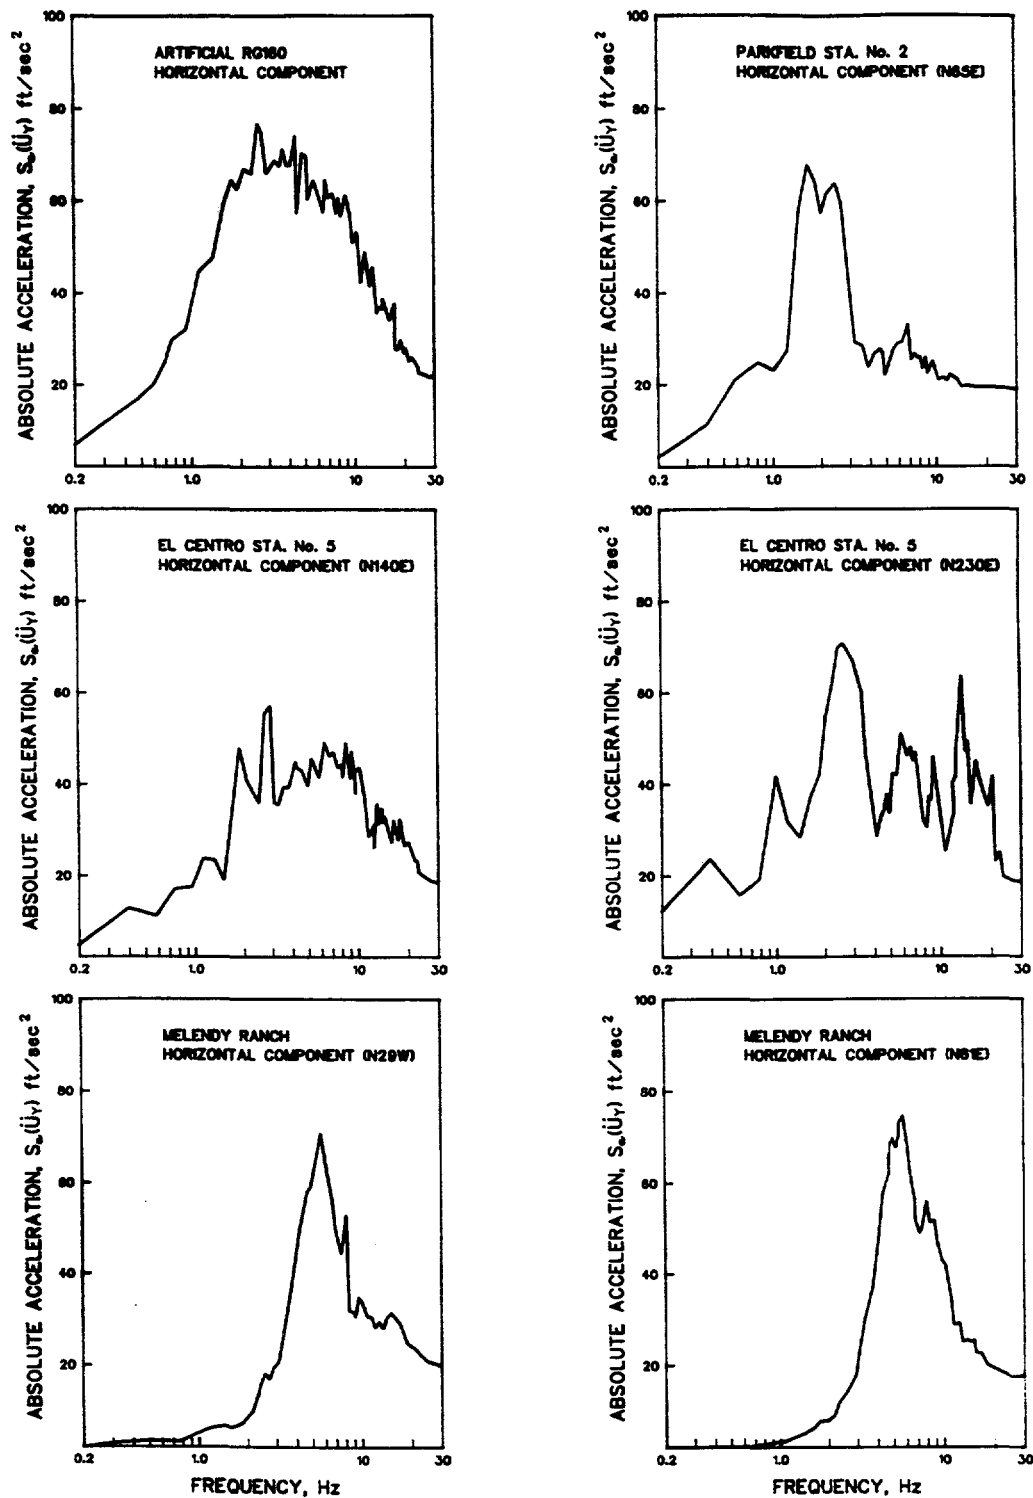 100
80
60
40
20
0.2 1.0 10 30
ABSOLUTE ACCELERATION, Sₐ(Üᵧ) ft/sec²
ARTIFICIAL RG160
HORIZONTAL COMPONENT
100
80
60
40
20
0.2 1.0 10 30
ABSOLUTE ACCELERATION, Sₐ(Üᵧ) ft/sec²
PARKFIELD STA. No. 2
HORIZONTAL COMPONENT (N65E)
100
80
60
40
20
0.2 1.0 10 30
ABSOLUTE ACCELERATION, Sₐ(Üᵧ) ft/sec²
EL CENTRO STA. No. 5
HORIZONTAL COMPONENT (N140E)
100
80
60
40
20
0.2 1.0 10 30
ABSOLUTE ACCELERATION, Sₐ(Üᵧ) ft/sec²
EL CENTRO STA. No. 5
HORIZONTAL COMPONENT (N230E)
100
80
60
40
20
0.2 1.0 10 30
ABSOLUTE ACCELERATION, Sₐ(Üᵧ) ft/sec²
MELENDY RANCH
HORIZONTAL COMPONENT (N29W)
FREQUENCY, Hz
100
80
60
40
20
0.2 1.0 10 30
ABSOLUTE ACCELERATION, Sₐ(Üᵧ) ft/sec²
MELENDY RANCH
HORIZONTAL COMPONENT (N61E)
FREQUENCY, Hz